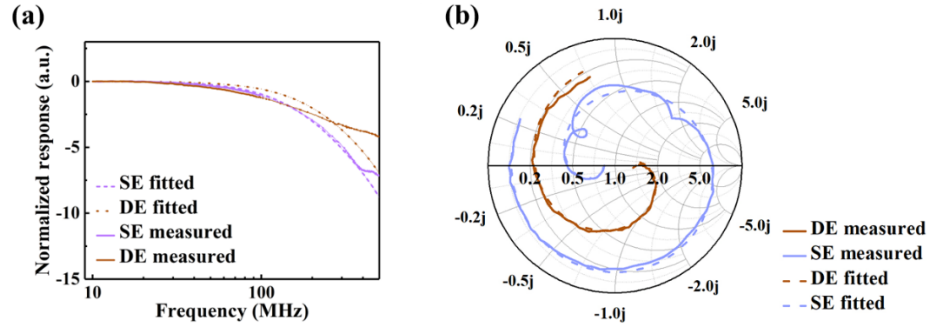 (a)
Normalized response (a.u.)
0
-5
-10
-15
10
100
Frequency (MHz)
SE fitted
DE fitted
SE measured
DE measured
(b)
1.0j
0.5j
2.0j
0.2j
5.0j
0.2
0.5
1.0
2.0
5.0
-0.2j
-5.0j
-0.5j
-2.0j
-1.0j
DE measured
SE measured
DE fitted
SE fitted